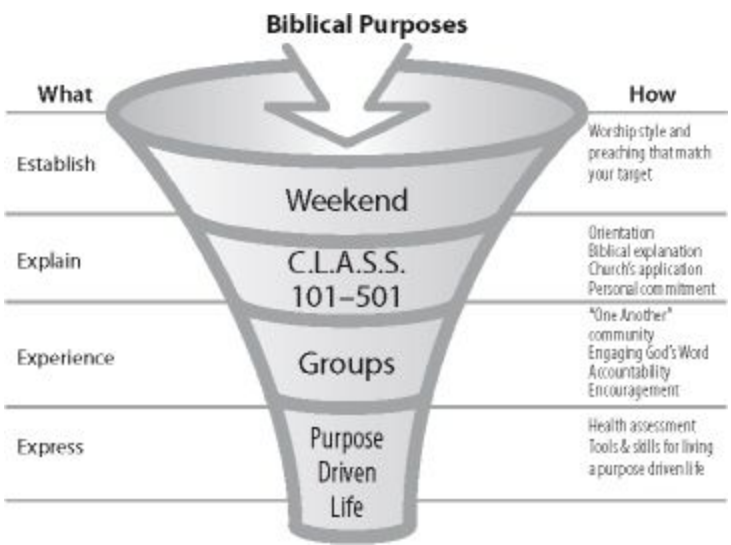 Biblical Purposes
What
How
Establish
Weekend
Worship style and
preaching that match
your target
Explain
C.L.A.S.S.
101–501
Orientation
Biblical explanation
Church's application
Personal commitment
Experience
Groups
"One Another"
community
Engaging God's Word
Accountability
Encouragement
Express
Purpose
Driven
Life
Health assessment
Tools & skills for living
a purpose driven life